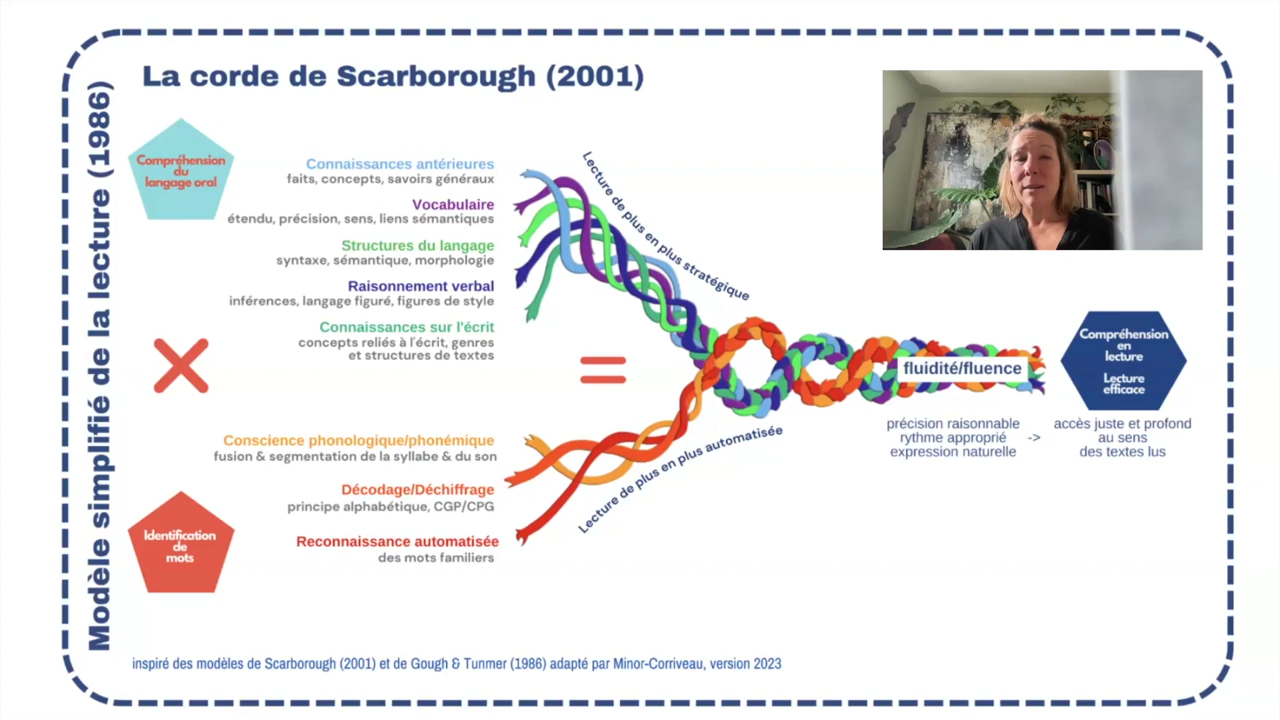 La corde de Scarborough (2001)
Modèle simplifié de la lecture (1986)
Compréhension
du
langage oral
Connaissances antérieures
faits, concepts, savoirs généraux
Vocabulaire
étendu, précision, sens, liens sémantiques
Structures du langage
syntaxe, sémantique, morphologie
Raisonnement verbal
inférences, langage figuré, figures de style
Connaissances sur l'écrit
concepts reliés à l'écrit, genres
et structures de textes
Conscience phonologique/phonémique
fusion & segmentation de la syllabe & du son
Décodage/Déchiffrage
principe alphabétique, CGP/CPG
Reconnaissance automatisée
des mots familiers
Identification
de
mots
Lecture de plus en plus stratégique
Lecture de plus en plus automatisée
fluidité/fluence
précision raisonnable
rythme approprié
expression naturelle
->
Compréhension
en
lecture
Lecture
efficace
accès juste et profond
au sens
des textes lus
inspiré des modèles de Scarborough (2001) et de Gough & Tunmer (1986) adapté par Minor-Corriveau, version 2023